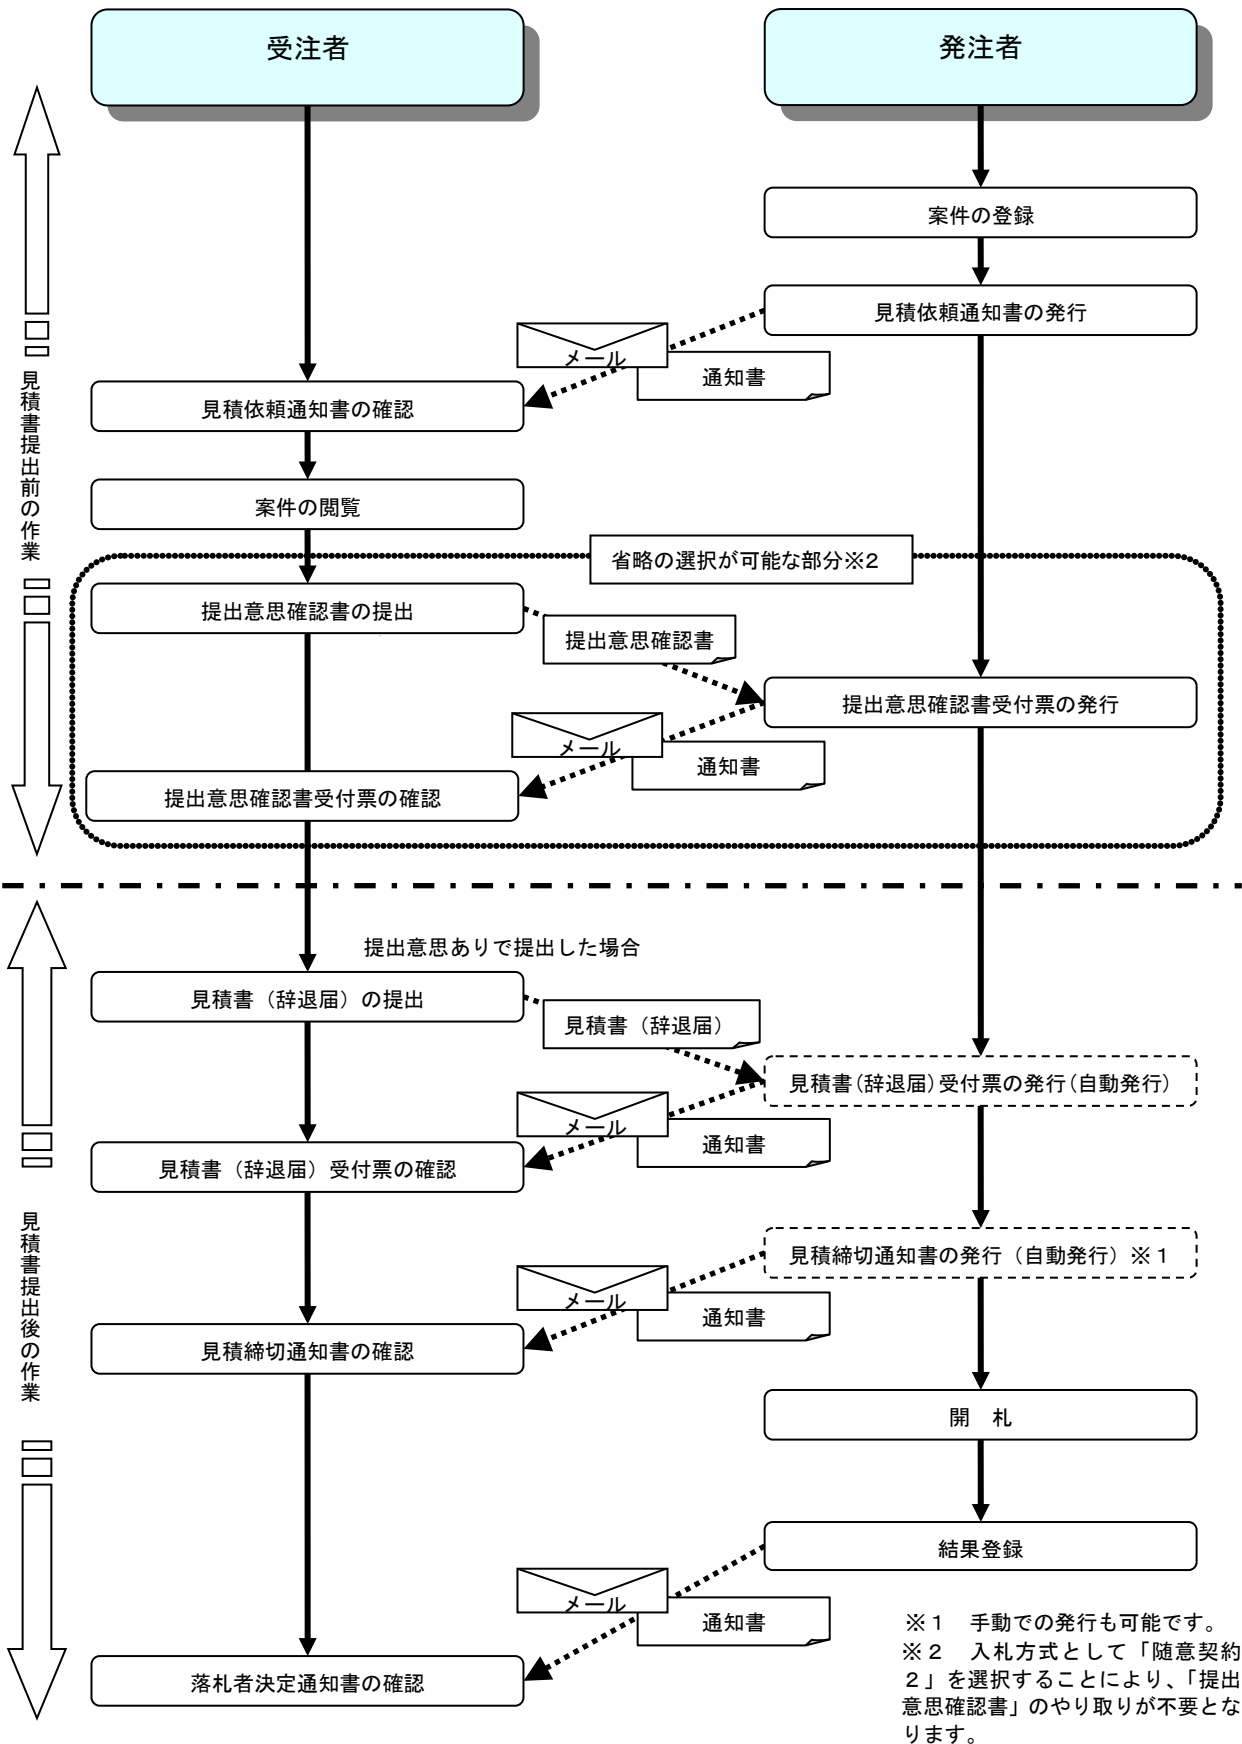 受注者
発注者
案件の登録
見積依頼通知書の発行
メール
通知書
見積依頼通知書の確認
見積書提出前の作業
案件の閲覧
省略の選択が可能な部分※2
提出意思確認書の提出
提出意思確認書
提出意思確認書受付票の発行
メール
通知書
提出意思確認書受付票の確認
提出意思ありで提出した場合
見積書（辞退届）の提出
見積書（辞退届）
見積書(辞退届)受付票の発行(自動発行)
メール
通知書
見積書（辞退届）受付票の確認
見積書提出後の作業
見積締切通知書の発行（自動発行）※１
メール
通知書
見積締切通知書の確認
開　札
結果登録
メール
通知書
落札者決定通知書の確認
※１　手動での発行も可能です。
※２　入札方式として「随意契約
２」を選択することにより、「提出
意思確認書」のやり取りが不要とな
ります。